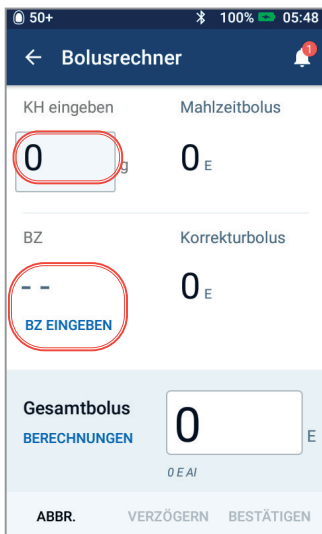 50+ 100% 05:48
← Bolusrechner 1
KH eingeben Mahlzeitbolus
0 g 0 E
BZ Korrekturbolus
-- 0 E
BZ EINGEBEN
Gesamtbolus
BERECHNUNGEN 0 E
0 E AI
ABBR. VERZÖGERN BESTÄTIGEN